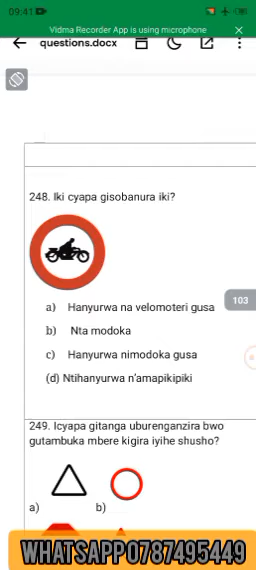 09:41
Vidma Recorder App is using microphone
questions.docx
248. Iki cyapa gisobanura iki?
a) Hanyurwa na velomoteri gusa
103
b) Nta modoka
c) Hanyurwa nimodoka gusa
(d) Ntihanyurwa n'amapikipiki
249. Icyapa gitanga uburenganzira bwo
gutambuka mbere kigira iyihe shusho?
a) b)
WHATSAPP0787495449